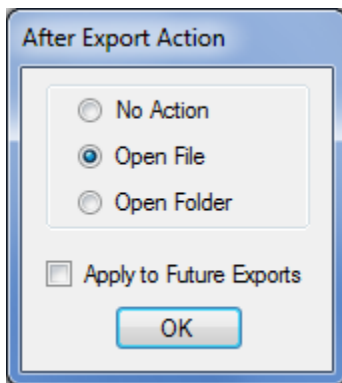 After Export Action
No Action
Open File
Open Folder
Apply to Future Exports
OK